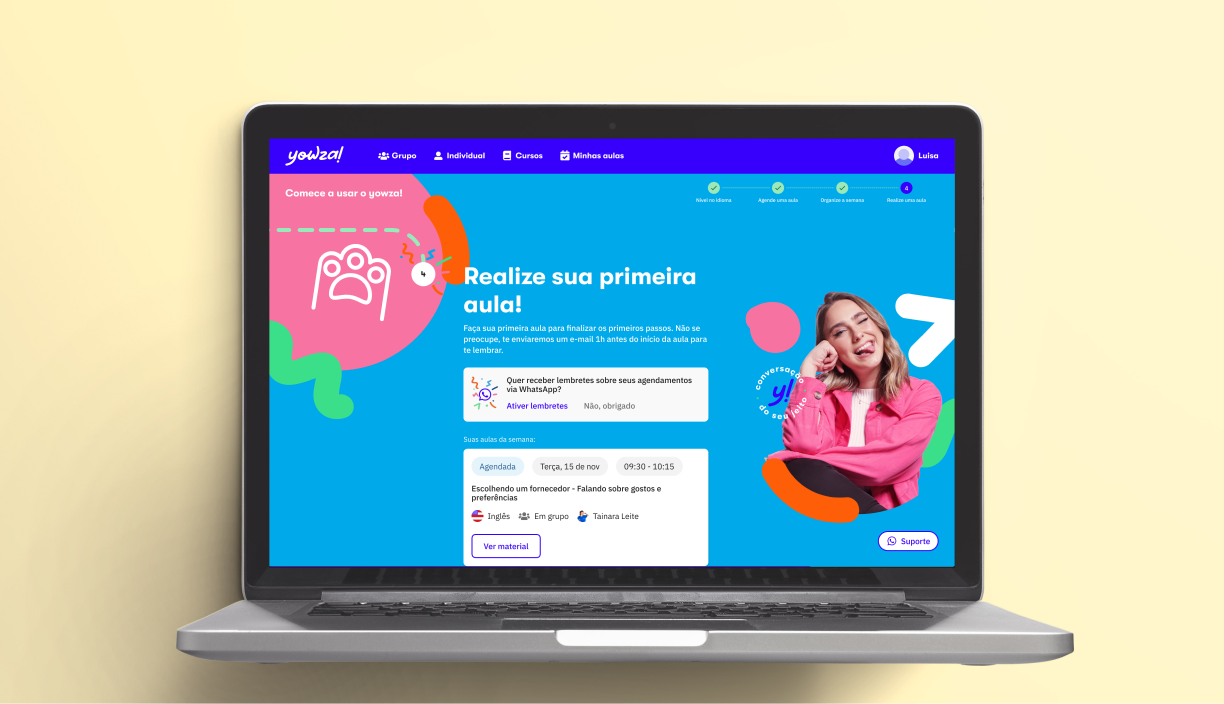 yowza!
Grupo
Individual
Cursos
Minhas aulas
Luisa
Comece a usar o yowza!
Nível no idioma
Agende uma aula
Organize a semana
4
Realize uma aula
4
Realize sua primeira
aula!
Faça sua primeira aula para finalizar os primeiros passos. Não se
preocupe, te enviaremos um e-mail 1h antes do início da aula para
te lembrar.
Quer receber lembretes sobre seus agendamentos
via WhatsApp?
Ativer lembretes
Não, obrigado
Suas aulas da semana:
Agendada
Terça, 15 de nov
09:30 - 10:15
Escolhendo um fornecedor - Falando sobre gostos e
preferências
Inglês
Em grupo
Tainara Leite
Ver material
conversação
y!
do seu jeito
Suporte